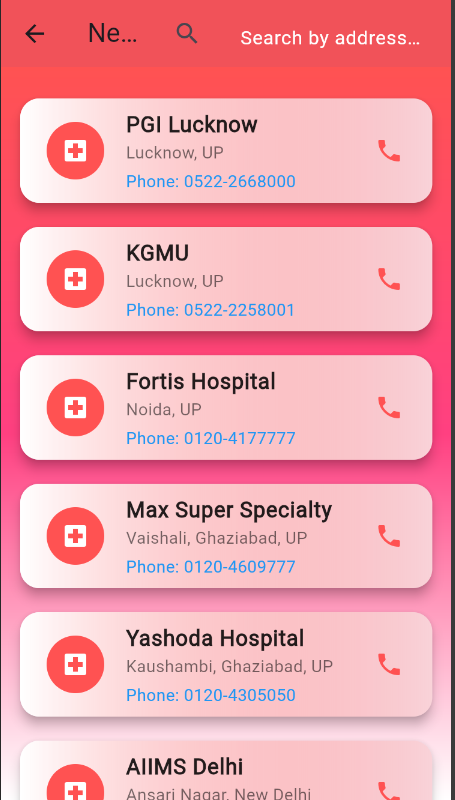 Ne...
Search by address...
PGI Lucknow
Lucknow, UP
Phone: 0522-2668000
KGMU
Lucknow, UP
Phone: 0522-2258001
Fortis Hospital
Noida, UP
Phone: 0120-4177777
Max Super Specialty
Vaishali, Ghaziabad, UP
Phone: 0120-4609777
Yashoda Hospital
Kaushambi, Ghaziabad, UP
Phone: 0120-4305050
AIIMS Delhi
Ansari Nagar, New Delhi